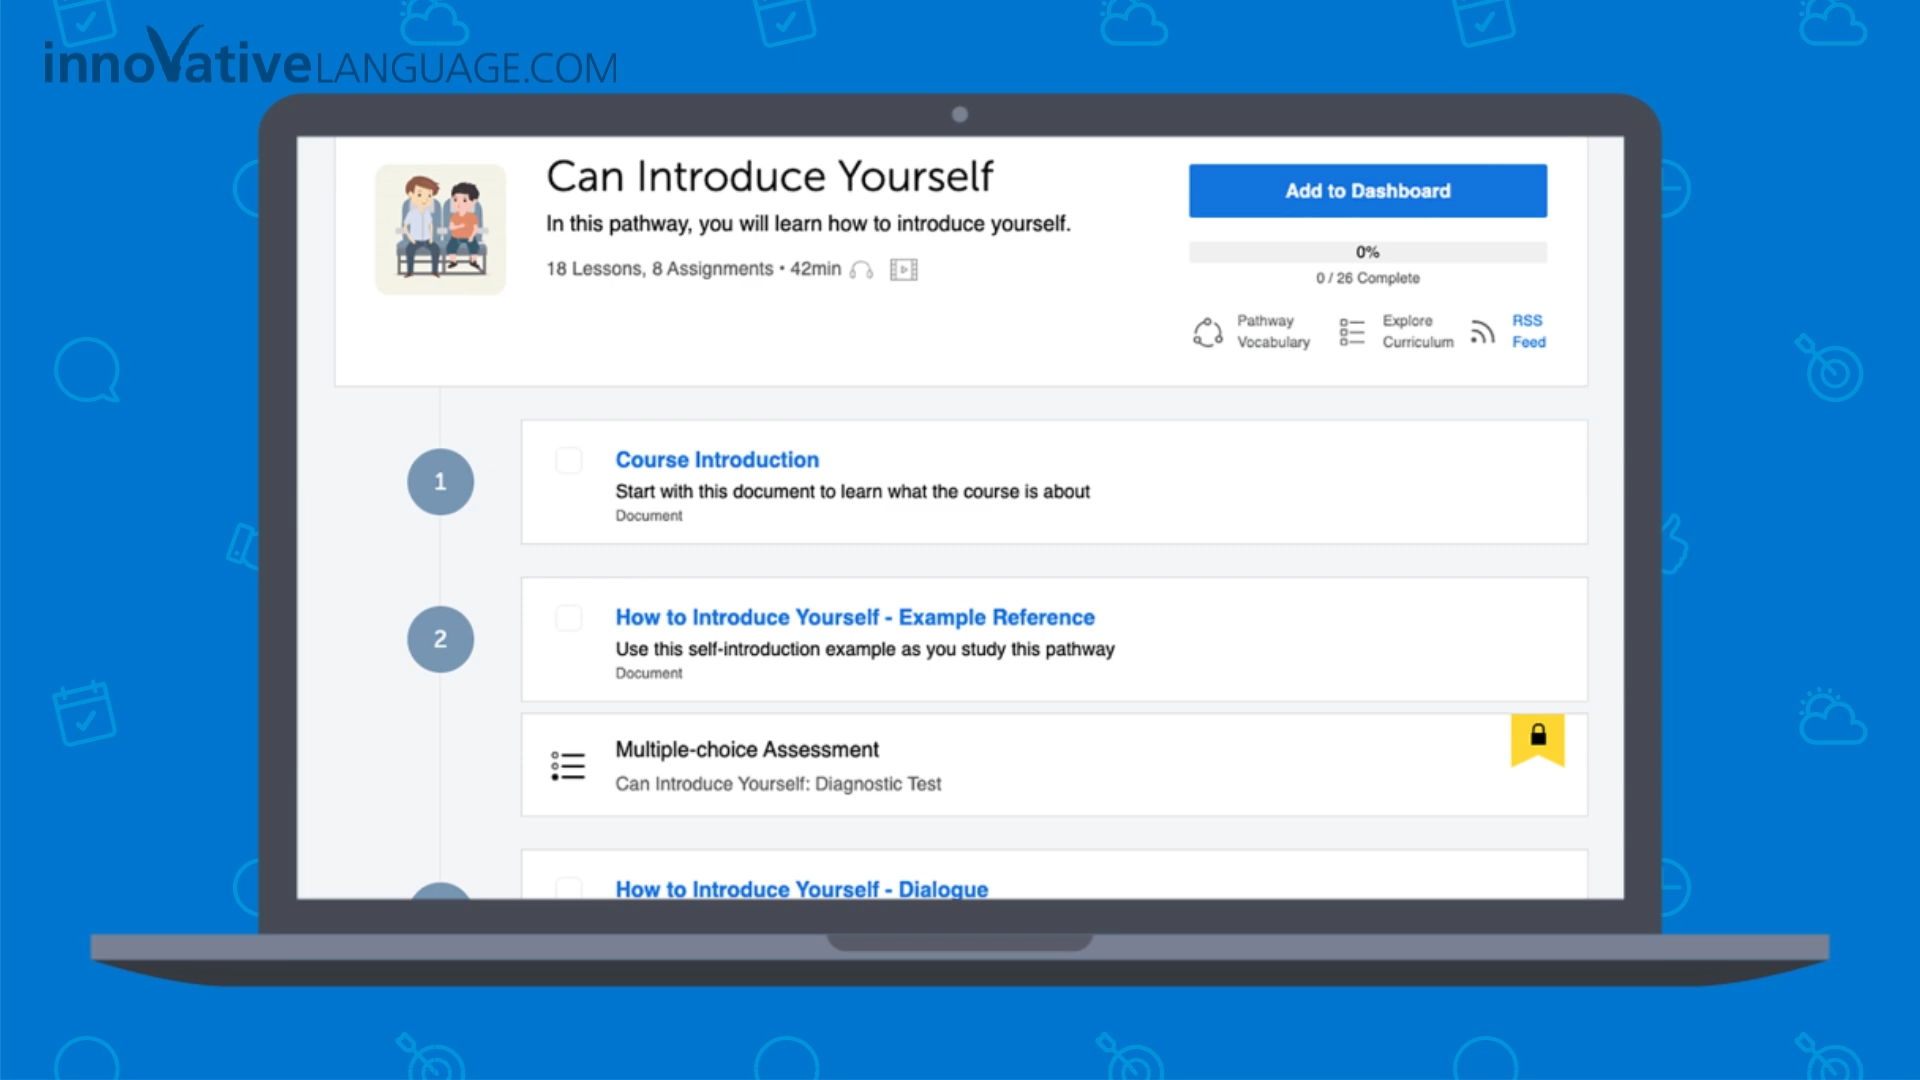 innovative LANGUAGE.COM
Can Introduce Yourself
In this pathway, you will learn how to introduce yourself.
18 Lessons, 8 Assignments • 42min
Add to Dashboard
0%
0 / 26 Complete
Pathway Vocabulary
Explore Curriculum
RSS Feed
1
Course Introduction
Start with this document to learn what the course is about
Document
2
How to Introduce Yourself - Example Reference
Use this self-introduction example as you study this pathway
Document
Multiple-choice Assessment
Can Introduce Yourself: Diagnostic Test
How to Introduce Yourself - Dialogue